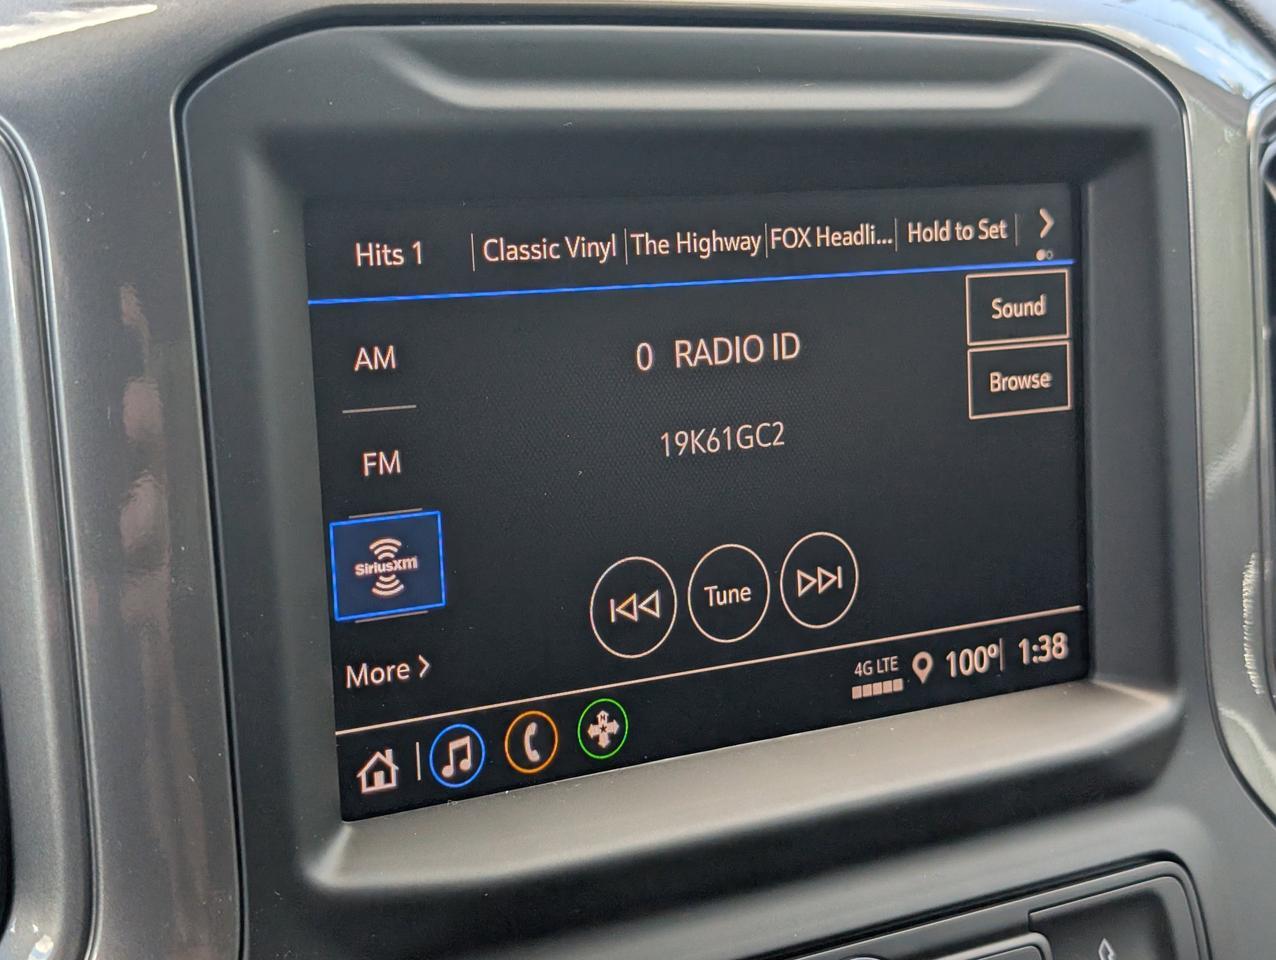 Hits 1 Classic Vinyl The Highway FOX Headli... Hold to Set
Sound
AM
0 RADIO ID
Browse
FM
19K61GC2
SiriusXM
Tune
More
4G LTE 100° 1:38
N